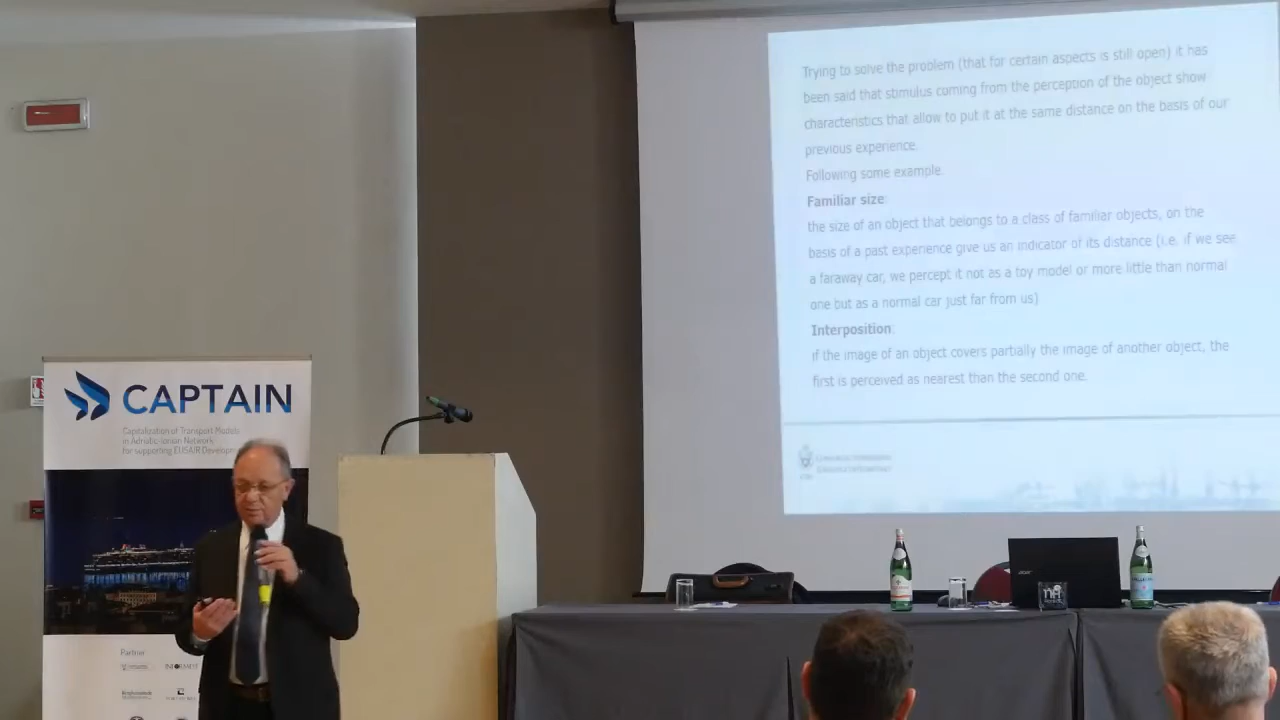 Trying to solve the problem (that for certain aspects is still open) it has
been said that stimulus coming from the perception of the object show
characteristics that allow to put it at the same distance on the basis of our
previous experience.
Following some example.
Familiar size:
the size of an object that belongs to a class of familiar objects, on the
basis of a past experience give us an indicator of its distance (i.e. if we see
a faraway car, we percept it not as a toy model or more little than normal
one but as a normal car just far from us)
Interposition:
if the image of an object covers partially the image of another object, the
first is perceived as nearest than the second one.
CAPTAIN
Capitalization of Transport Models
in Adriatic-Ionian Network
for supporting EUSAIR
Partner
acer